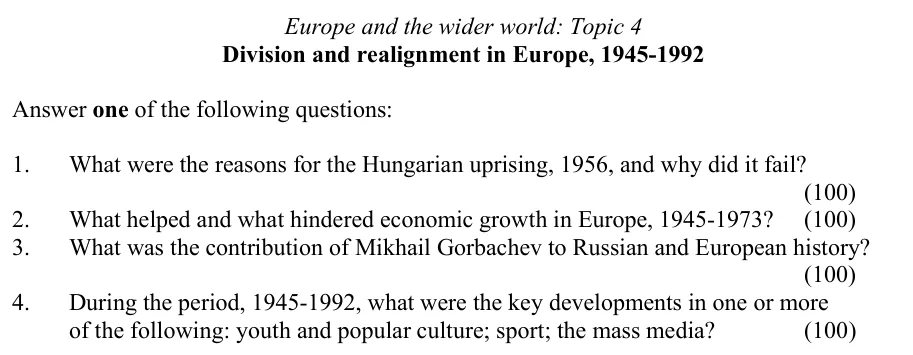 Europe and the wider world: Topic 4
Division and realignment in Europe, 1945-1992
Answer one of the following questions:
1. What were the reasons for the Hungarian uprising, 1956, and why did it fail?
(100)
2. What helped and what hindered economic growth in Europe, 1945-1973? (100)
3. What was the contribution of Mikhail Gorbachev to Russian and European history?
(100)
4. During the period, 1945-1992, what were the key developments in one or more
of the following: youth and popular culture; sport; the mass media? (100)